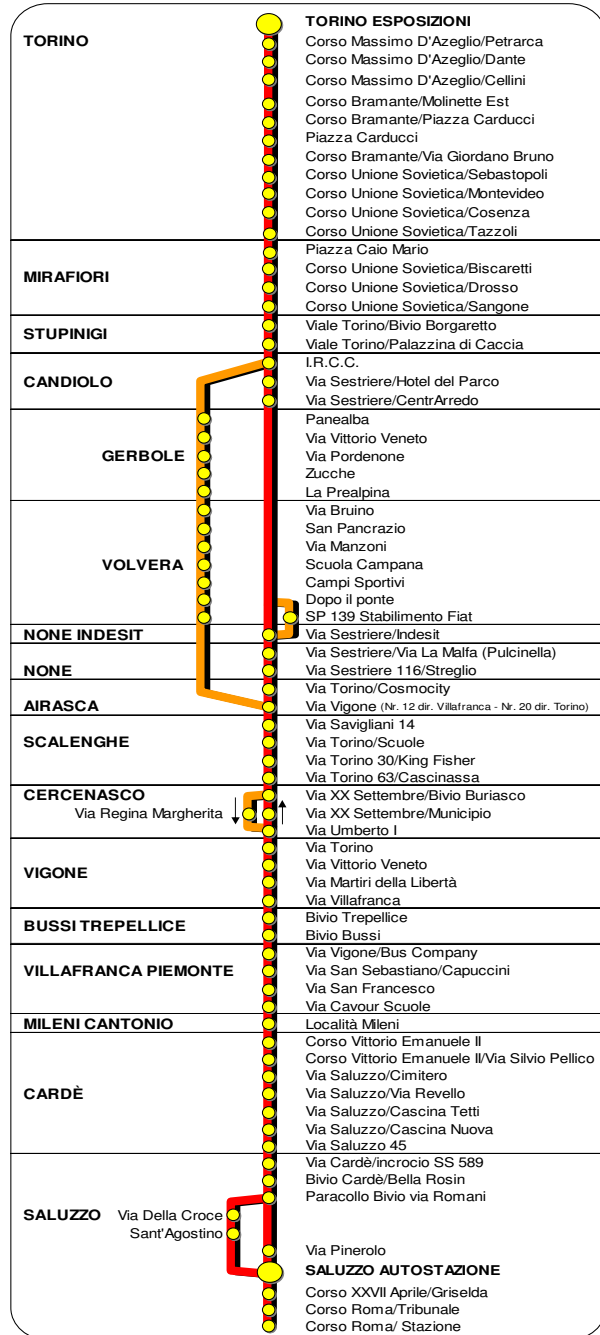 TORINO
TORINO ESPOSIZIONI
Corso Massimo D'Azeglio/Petrarca
Corso Massimo D'Azeglio/Dante
Corso Massimo D'Azeglio/Cellini
Corso Bramante/Molinette Est
Corso Bramante/Piazza Carducci
Piazza Carducci
Corso Bramante/Via Giordano Bruno
Corso Unione Sovietica/Sebastopoli
Corso Unione Sovietica/Montevideo
Corso Unione Sovietica/Cosenza
Corso Unione Sovietica/Tazzoli
MIRAFIORI
Piazza Caio Mario
Corso Unione Sovietica/Biscaretti
Corso Unione Sovietica/Drosso
Corso Unione Sovietica/Sangone
STUPINIGI
Viale Torino/Bivio Borgaretto
Viale Torino/Palazzina di Caccia
CANDIOLO
I.R.C.C.
Via Sestriere/Hotel del Parco
Via Sestriere/CentrArredo
GERBOLE
Panealba
Via Vittorio Veneto
Via Pordenone
Zucche
La Prealpina
VOLVERA
Via Bruino
San Pancrazio
Via Manzoni
Scuola Campana
Campi Sportivi
Dopo il ponte
SP 139 Stabilimento Fiat
NONE INDESIT
Via Sestriere/Indesit
NONE
Via Sestriere/Via La Malfa (Pulcinella)
Via Sestriere 116/Streglio
AIRASCA
Via Torino/Cosmocity
Via Vigone (Nr. 12 dir. Villafranca - Nr. 20 dir. Torino)
SCALENGHE
Via Savigliani 14
Via Torino/Scuole
Via Torino 30/King Fisher
Via Torino 63/Cascinassa
CERCENASCO
Via Regina Margherita
Via XX Settembre/Bivio Buriasco
Via XX Settembre/Municipio
Via Umberto I
VIGONE
Via Torino
Via Vittorio Veneto
Via Martiri della Libertà
Via Villafranca
BUSSI TREPELLICE
Bivio Trepellice
Bivio Bussi
VILLAFRANCA PIEMONTE
Via Vigone/Bus Company
Via San Sebastiano/Capuccini
Via San Francesco
Via Cavour Scuole
MILENI CANTONIO
Località Mileni
CARDÈ
Corso Vittorio Emanuele II
Corso Vittorio Emanuele II/Via Silvio Pellico
Via Saluzzo/Cimitero
Via Saluzzo/Via Revello
Via Saluzzo/Cascina Tetti
Via Saluzzo/Cascina Nuova
Via Saluzzo 45
SALUZZO
Via Cardè/incrocio SS 589
Bivio Cardè/Bella Rosin
Paracollo Bivio via Romani
Via Della Croce
Sant'Agostino
Via Pinerolo
SALUZZO AUTOSTAZIONE
Corso XXVII Aprile/Griselda
Corso Roma/Tribunale
Corso Roma/ Stazione